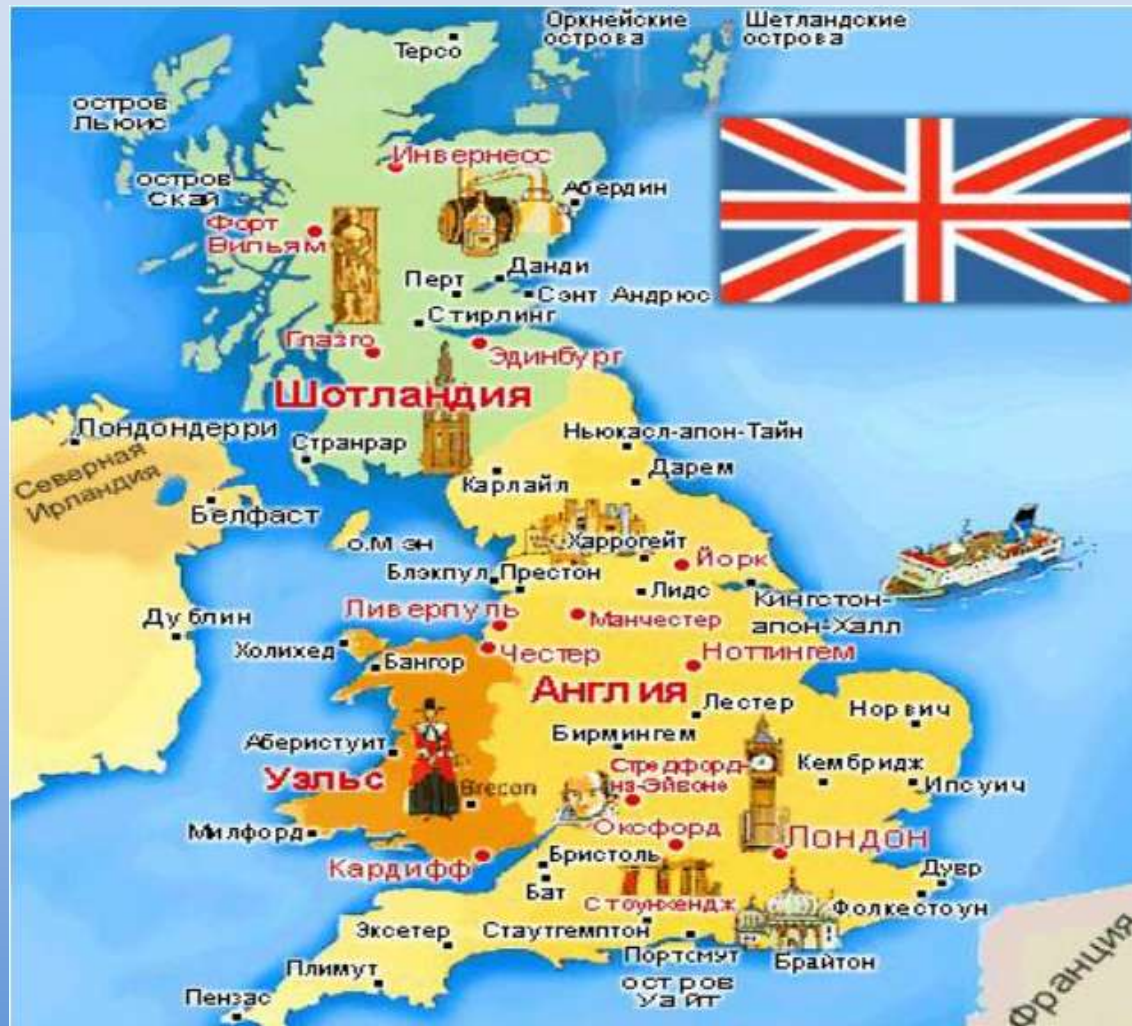 Оркнейские
острова
Шетландские
острова
Терсо
остров
Льюис
Инвернесс
остров
Скай
Абердин
Форт
Вильям
Данди
Перт
Сэнт Андрюс
Стирлинг
Глазго
Эдинбург
Шотландия
Лондондерри
Странрар
Ньюкасл-апон-Тайн
Северная
Ирландия
Карлайл
Дарем
Белфаст
о.Мэн
Харрогейт
Йорк
Блэкпул
Престон
Лидс
Кингстон-
апон-Халл
Ливерпуль
Манчестер
Дублин
Холихед
Бангор
Честер
Ноттингем
Англия
Лестер
Норвич
Аберистуит
Бирмингем
Уэльс
Brecon
Стредфорд-
на-Эйвоне
Кембридж
Ипсуич
Милфорд
Оксфорд
Лондон
Кардифф
Бристоль
Бат
Дувр
Стоунхендж
Фолкестоун
Эксетер
Стаутгемптон
Портсмут
Брайтон
остров
Уайт
Плимут
Пензас
Франция